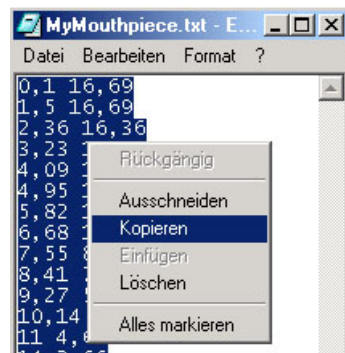 MyMouthpiece.txt - E...
Datei Bearbeiten Format ?
0,1 16,69
1,5 16,69
2,36 16,36
3,23
4,09
4,95
5,82
6,68
7,55
8,41
9,27
10,14
11 4,
Rückgängig
Ausschneiden
Kopieren
Einfügen
Löschen
Alles markieren